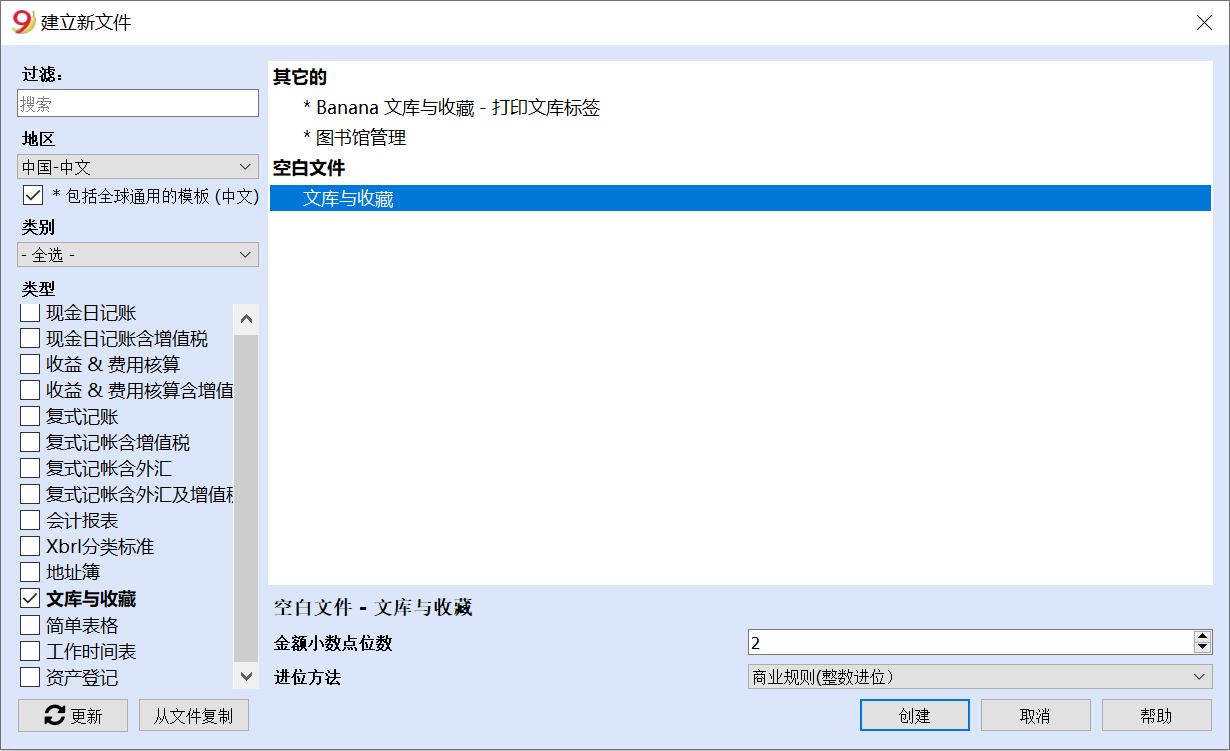 建立新文件
过滤:
搜索
地区
中国-中文
* 包括全球通用的模板 (中文)
类别
- 全选 -
类型
现金日记账
现金日记账含增值税
收益 & 费用核算
收益 & 费用核算含增值
复式记账
复式记帐含增值税
复式记帐含外汇
复式记帐含外汇及增值税
会计报表
Xbrl分类标准
地址簿
文库与收藏
简单表格
工作时间表
资产登记
更新
从文件复制
其它的
* Banana 文库与收藏 - 打印文库标签
* 图书馆管理
空白文件
文库与收藏
空白文件 - 文库与收藏
金额小数点位数
2
进位方法
商业规则(整数进位）
创建
取消
帮助